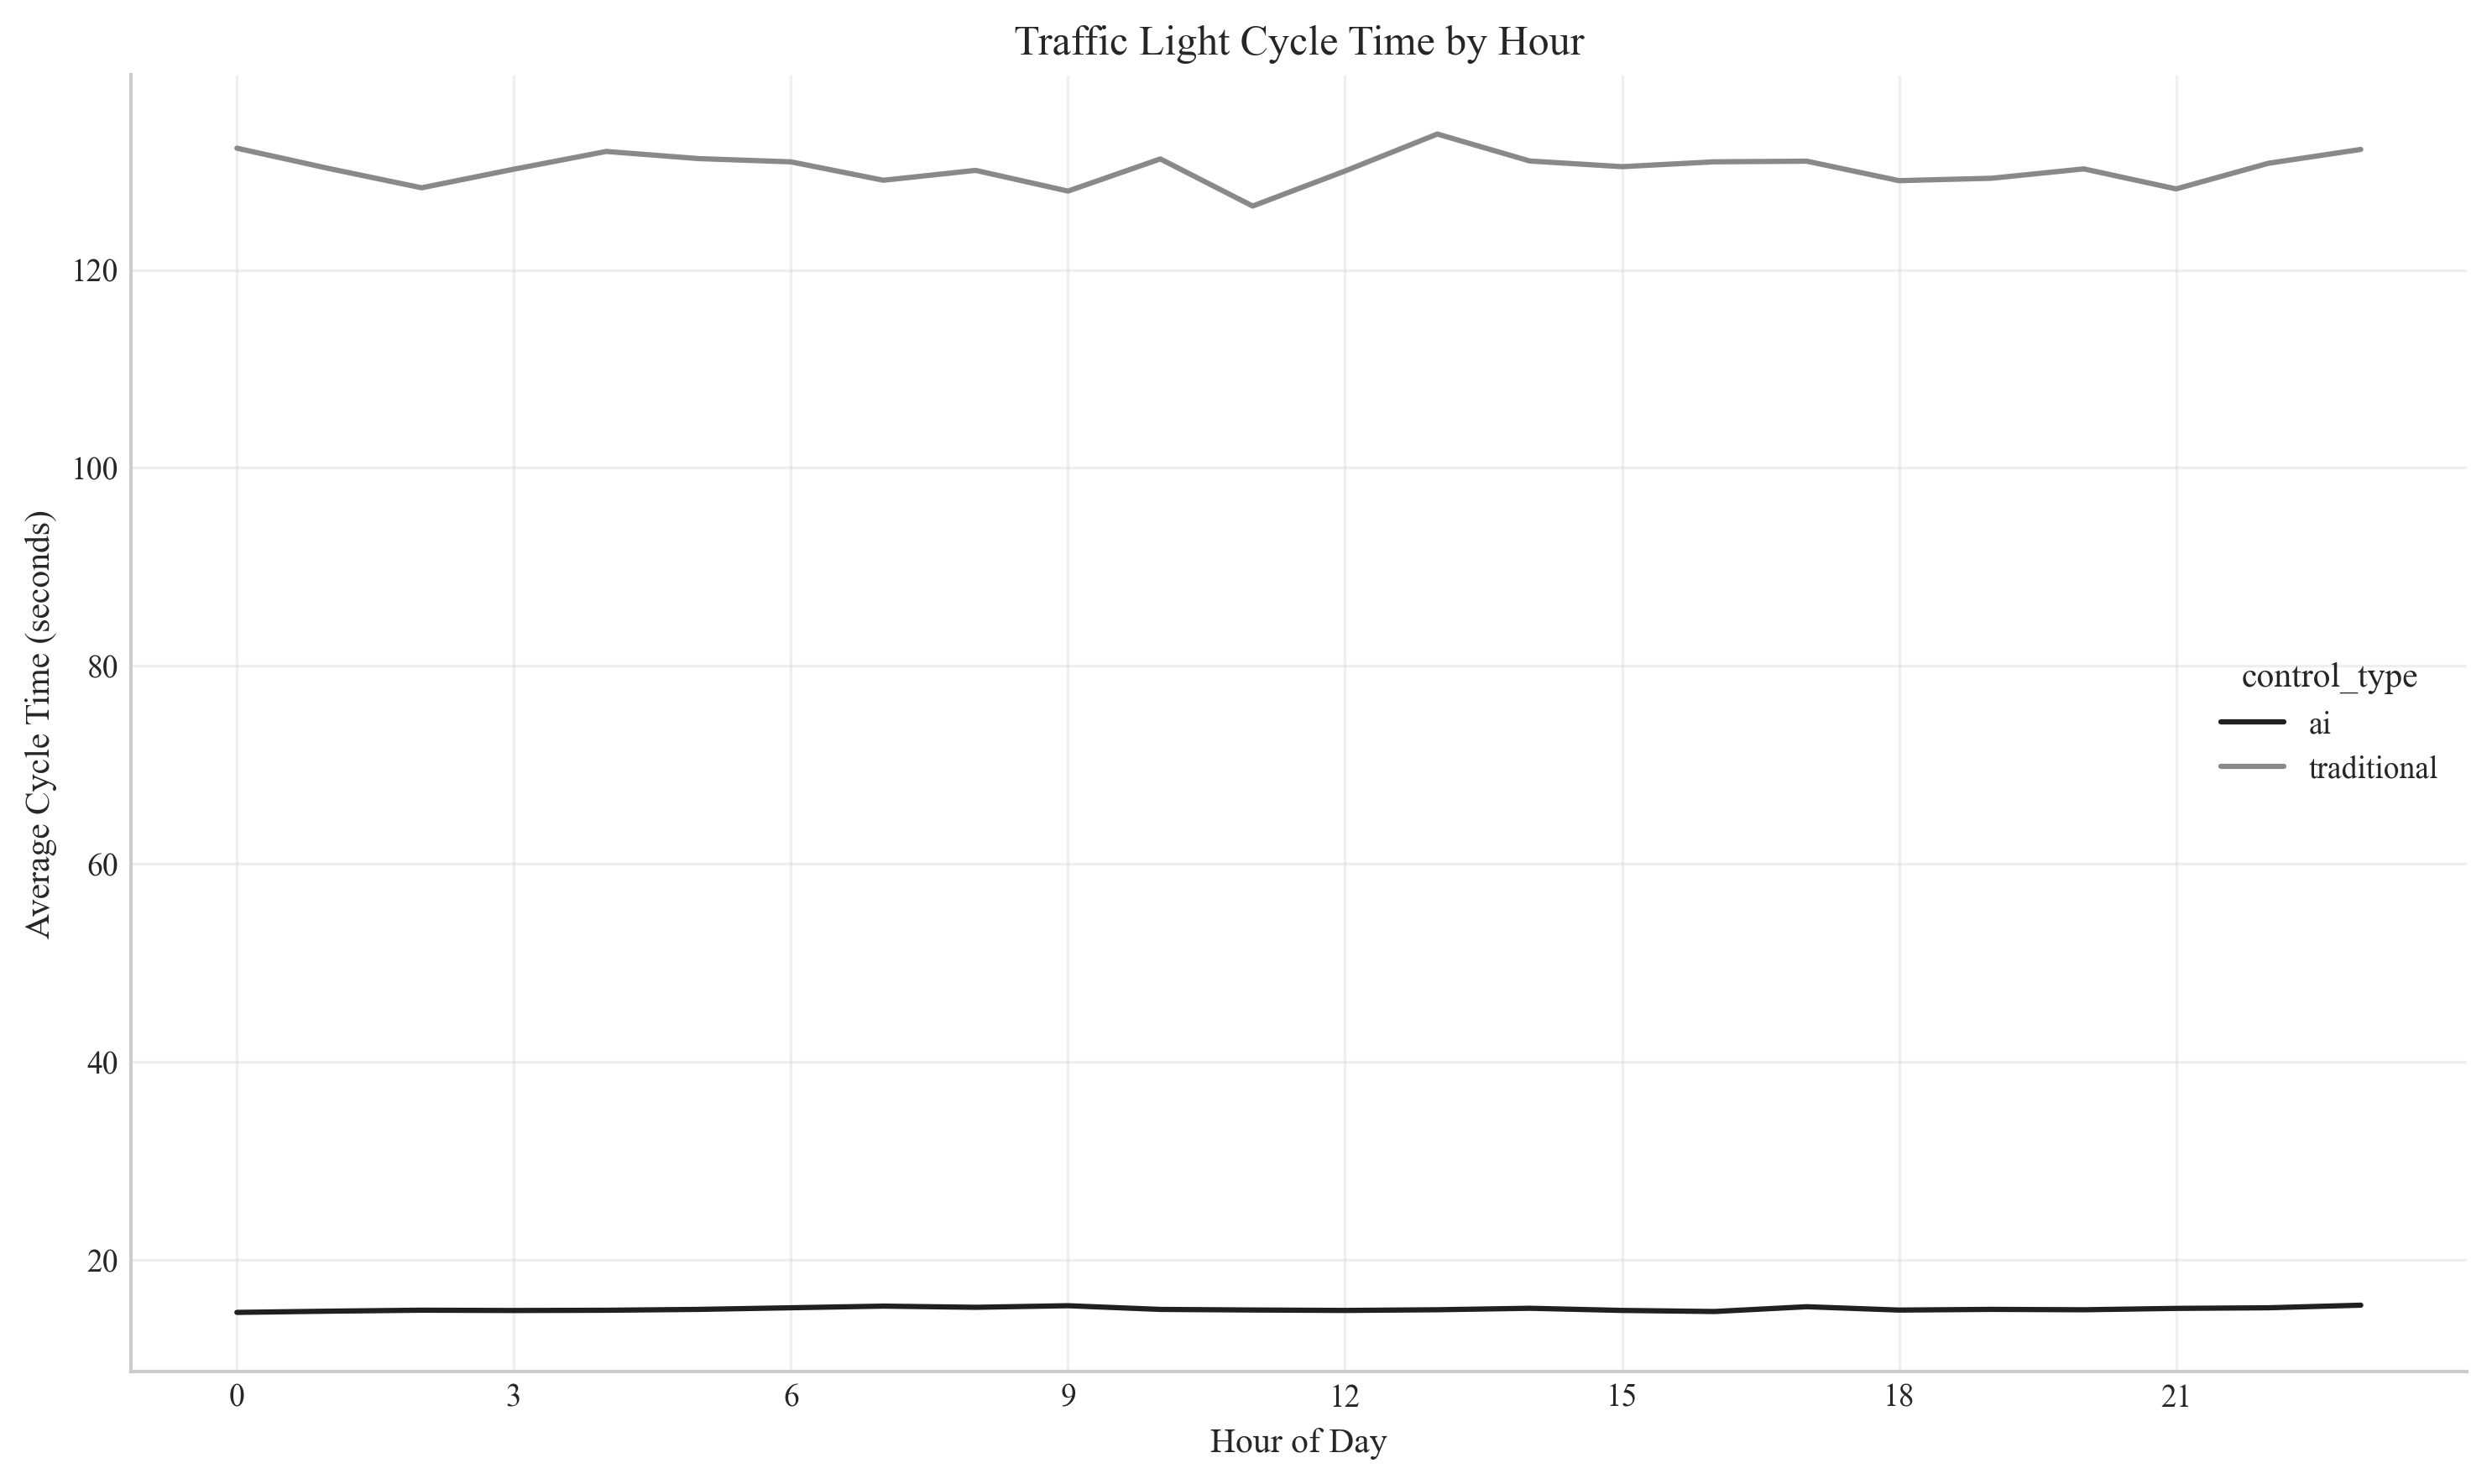 Traffic Light Cycle Time by Hour
Average Cycle Time (seconds)
120
100
80
60
40
20
control_type
ai
traditional
0 3 6 9 12 15 18 21
Hour of Day